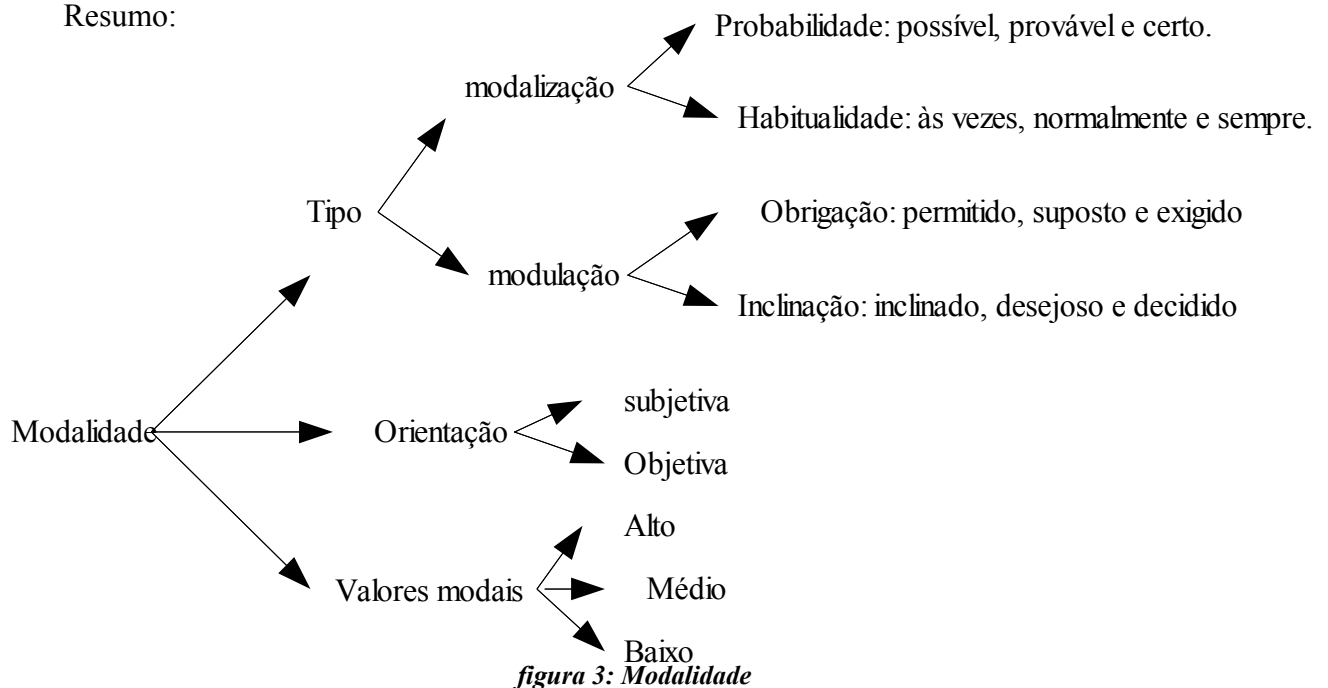 Resumo:
Probabilidade: possível, provável e certo.
modalização
Habitualidade: às vezes, normalmente e sempre.
Tipo
Obrigação: permitido, suposto e exigido
modulação
Inclinação: inclinado, desejoso e decidido
subjetiva
Modalidade
Orientação
Objetiva
Alto
Valores modais
Médio
Baixo
figura 3: Modalidade